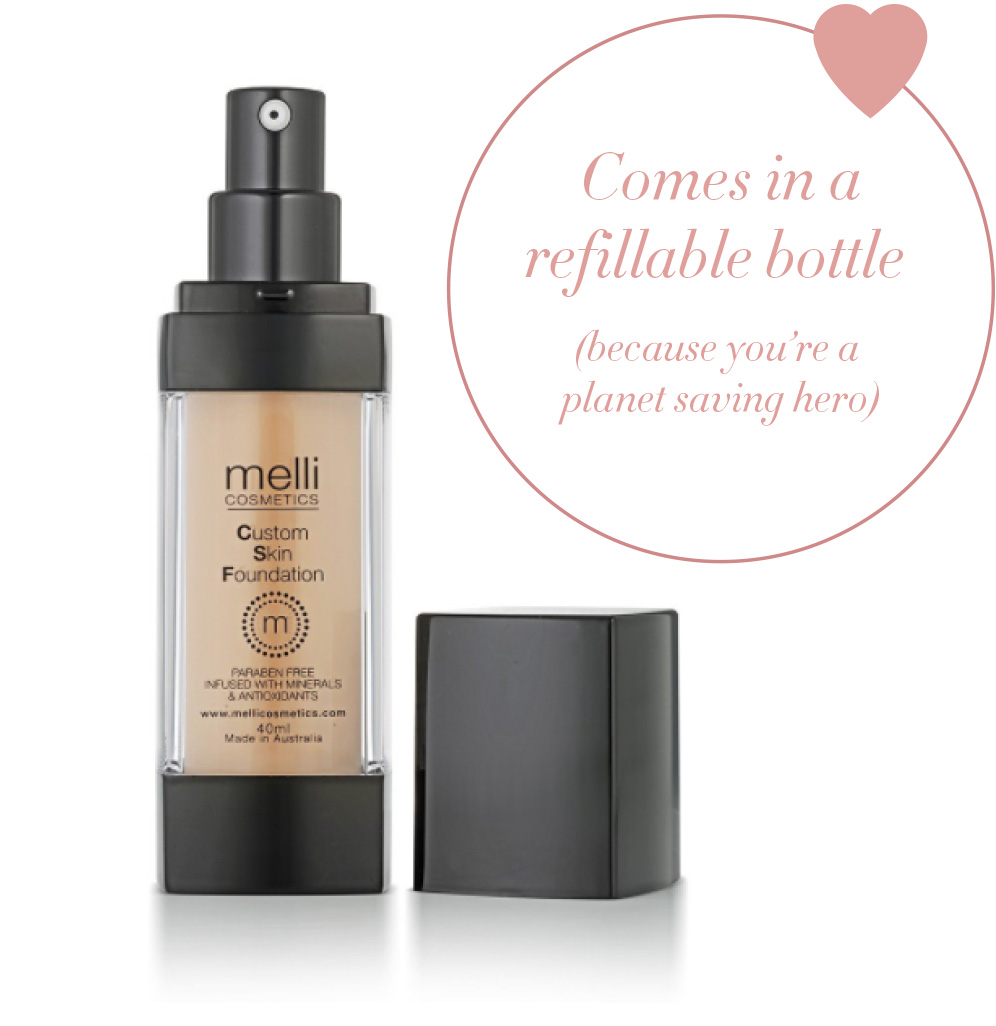 Comes in a
refillable bottle
(because you're a
planet saving hero)
melli
COSMETICS
Custom
Skin
Foundation
m
PARABEN FREE
INFUSED WITH MINERALS
& ANTIOXIDANTS
www.mellicosmetics.com
40ml
Made in Australia